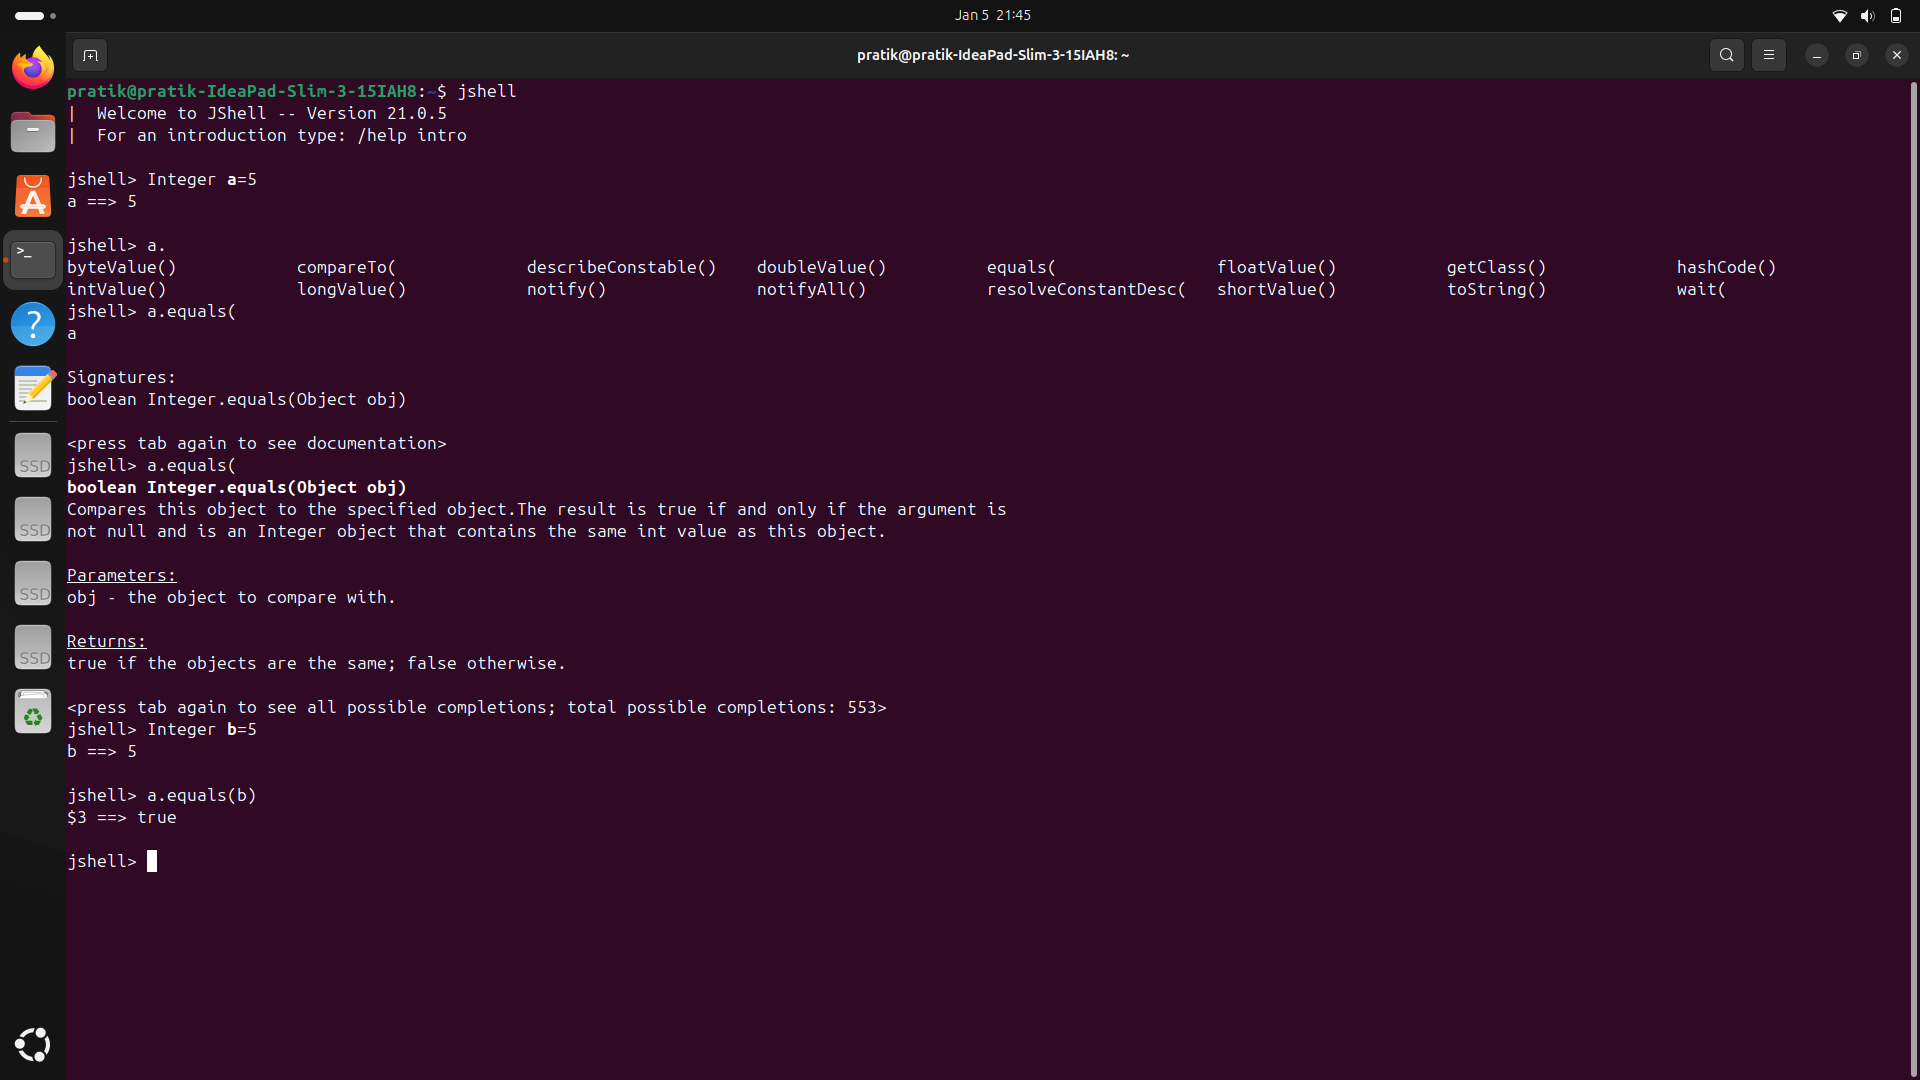 Jan 5 21:45
pratik@pratik-IdeaPad-Slim-3-15IAH8: ~
pratik@pratik-IdeaPad-Slim-3-15IAH8:~$ jshell
|  Welcome to JShell -- Version 21.0.5
|  For an introduction type: /help intro
jshell> Integer a=5
a ==> 5
jshell> a.
byteValue() compareTo( describeConstable() doubleValue() equals( floatValue() getClass() hashCode()
intValue() longValue() notify() notifyAll() resolveConstantDesc( shortValue() toString() wait(
jshell> a.equals(
a
Signatures:
boolean Integer.equals(Object obj)
<press tab again to see documentation>
jshell> a.equals(
boolean Integer.equals(Object obj)
Compares this object to the specified object.The result is true if and only if the argument is
not null and is an Integer object that contains the same int value as this object.
Parameters:
obj - the object to compare with.
Returns:
true if the objects are the same; false otherwise.
<press tab again to see all possible completions; total possible completions: 553>
jshell> Integer b=5
b ==> 5
jshell> a.equals(b)
$3 ==> true
jshell>
>_
?
SSD
SSD
SSD
SSD